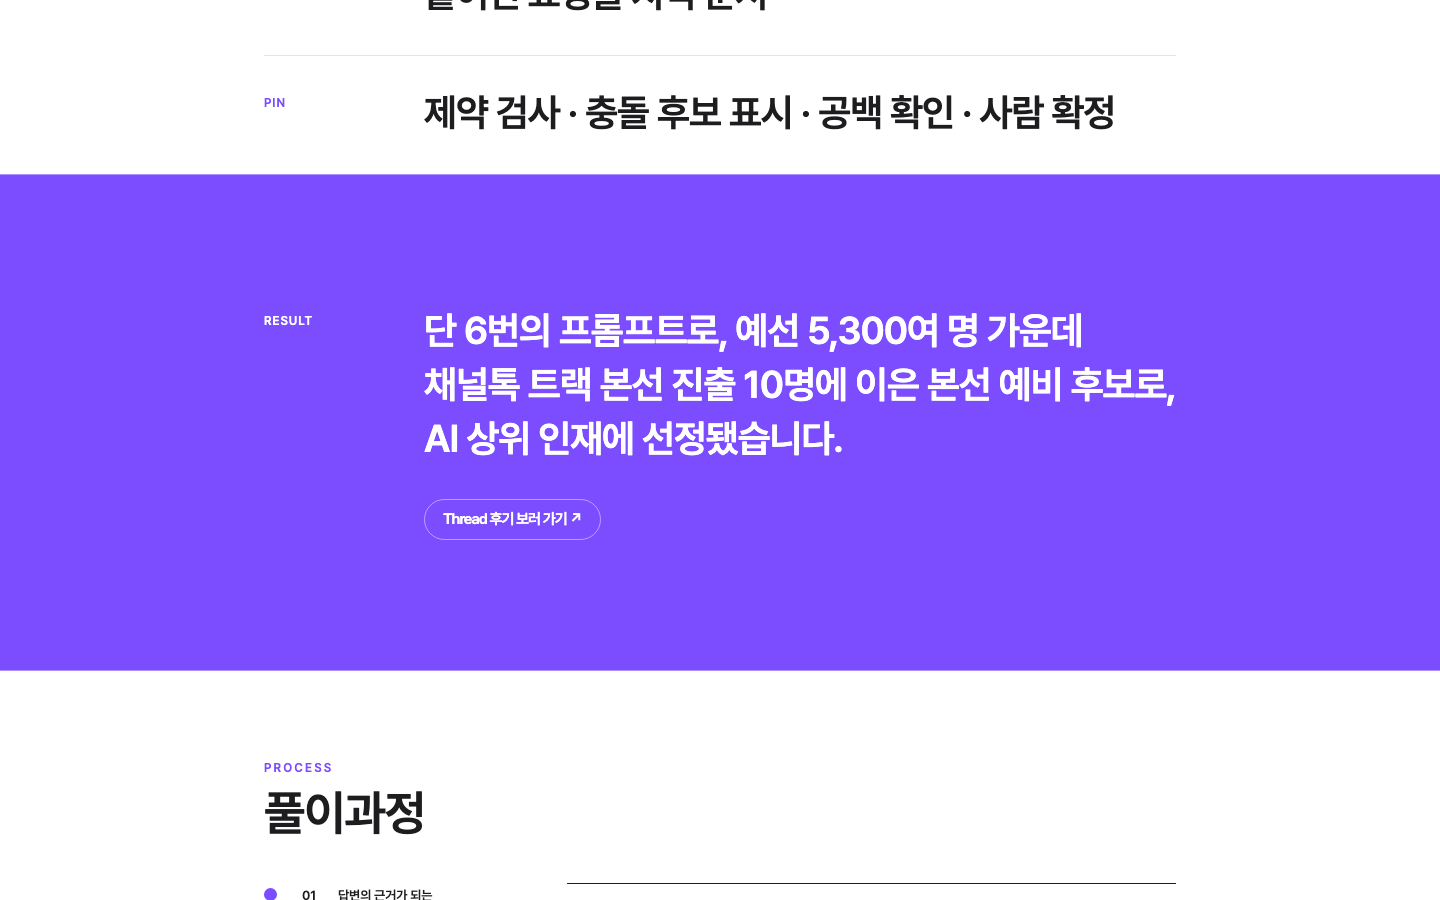 PIN
제약 검사 · 충돌 후보 표시 · 공백 확인 · 사람 확정
RESULT
단 6번의 프롬프트로, 예선 5,300여 명 가운데
채널톡 트랙 본선 진출 10명에 이은 본선 예비 후보로,
AI 상위 인재에 선정됐습니다.
Thread 후기 보러 가기 ↗
PROCESS
풀이과정
01 답변의 근거가 되는